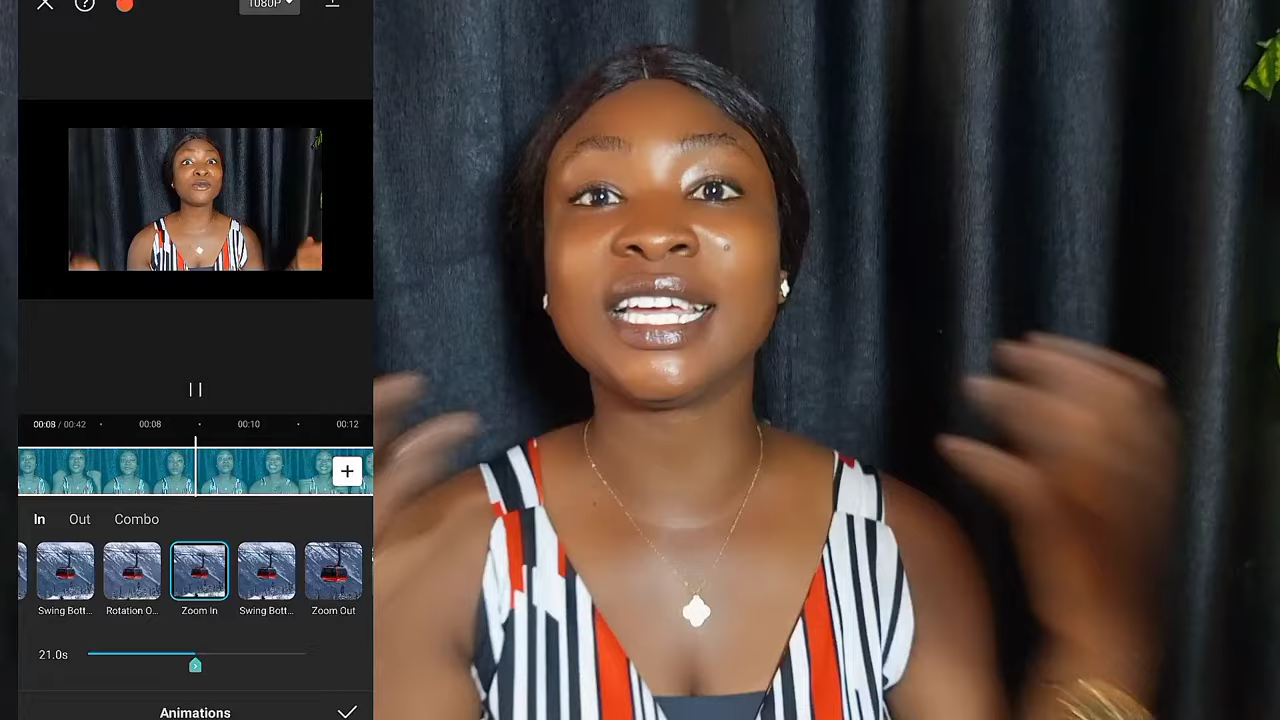 1080P
00:08 / 00:42
00:08
00:10
00:12
In
Out
Combo
Swing Bott...
Rotation O...
Zoom In
Swing Bott...
Zoom Out
21.0s
Animations